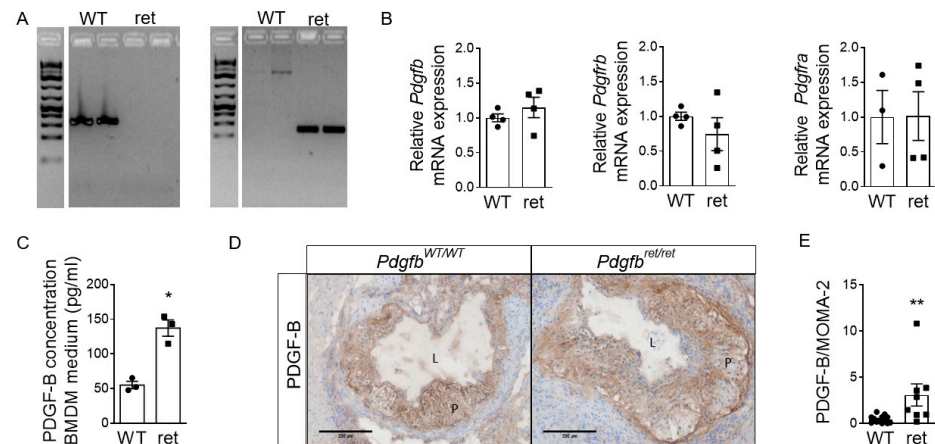 A
WT ret
WT ret
B
Relative Pdgfb
mRNA expression
2.0
1.5
1.0
0.5
0.0
WT ret
Relative Pdgfrb
mRNA expression
2.0
1.5
1.0
0.5
0.0
WT ret
Relative Pdgfra
mRNA expression
2.0
1.5
1.0
0.5
0.0
WT ret
C
PDGF-B concentration
BMDM medium (pg/ml)
200
150
100
50
0
*
WT ret
D
Pdgfb WT/WT
Pdgfb ret/ret
PDGF-B
L
P
L
P
E
PDGF-B/MOMA-2
15
10
5
0
**
WT ret